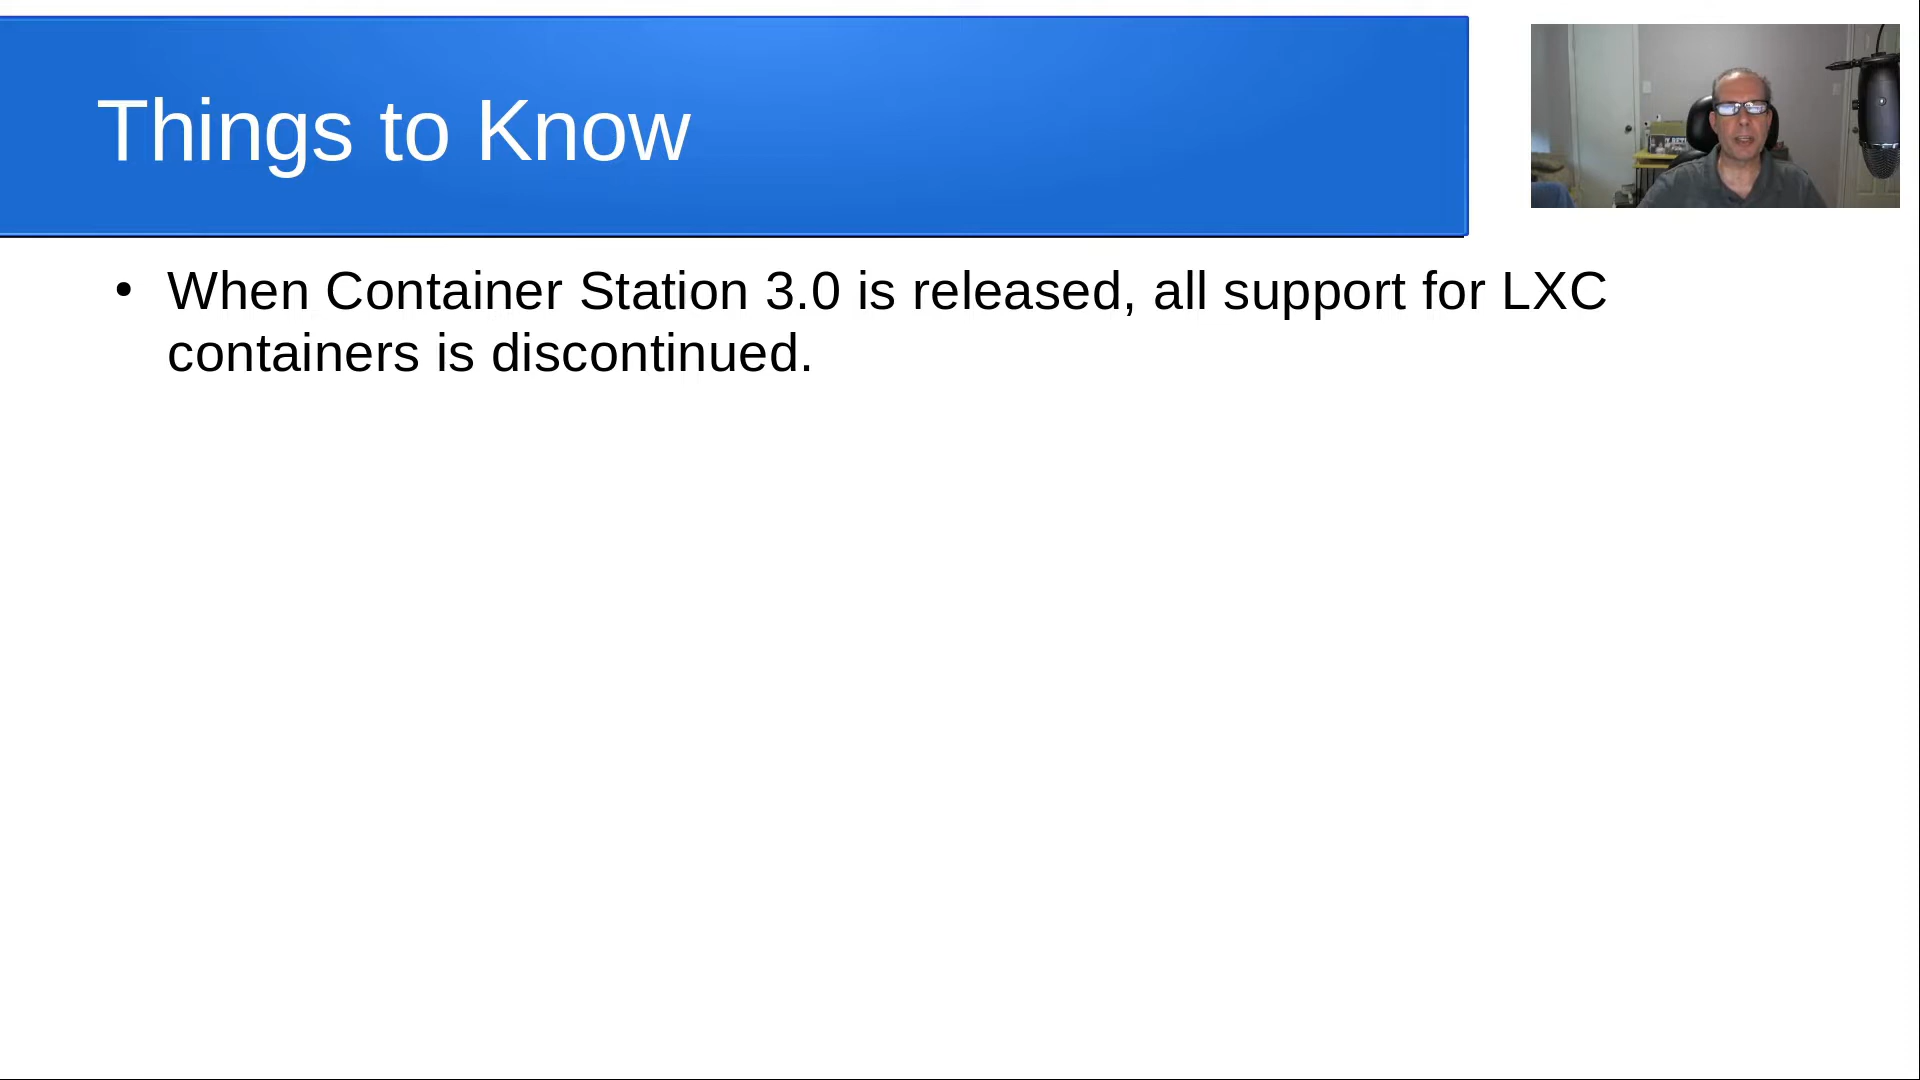 Things to Know
• When Container Station 3.0 is released, all support for LXC
containers is discontinued.